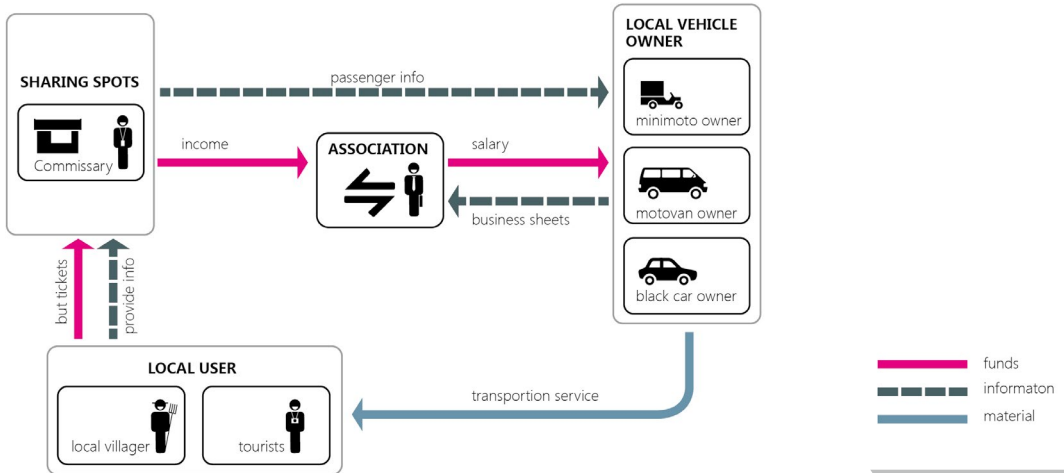 LOCAL VEHICLE
OWNER
SHARING SPOTS
passenger info
minimoto owner
Commissary
income
ASSOCIATION
salary
motovan owner
business sheets
black car owner
but tickets
provide info
LOCAL USER
local villager
tourists
transportion service
funds
informaton
material